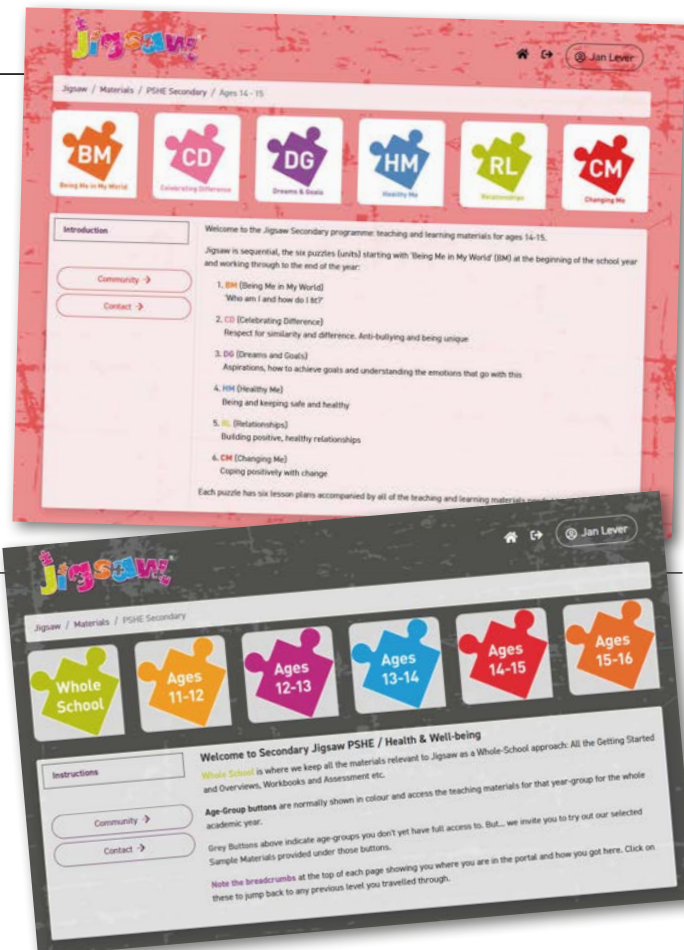 Jigsaw
Jan Lever
Jigsaw / Materials / PSHE Secondary / Ages 14 - 15
BM
Being Me in My World
CD
Celebrating Difference
DG
Dreams & Goals
HM
Healthy Me
RL
Relationships
CM
Changing Me
Introduction
Community →
Contact →
Welcome to the Jigsaw Secondary programme: teaching and learning materials for ages 14-15.
Jigsaw is sequential, the six puzzles (units) starting with 'Being Me in My World' (BM) at the beginning of the school year
and working through to the end of the year:
1. BM (Being Me in My World)
'Who am I and how do I fit?'
2. CD (Celebrating Difference)
Respect for similarity and difference. Anti-bullying and being unique
3. DG (Dreams and Goals)
Aspirations, how to achieve goals and understanding the emotions that go with this
4. HM (Healthy Me)
Being and keeping safe and healthy
5. RL (Relationships)
Building positive, healthy relationships
6. CM (Changing Me)
Coping positively with change
Each puzzle has six lesson plans accompanied by all of the teaching and learning materials
Jigsaw
Jan Lever
Jigsaw / Materials / PSHE Secondary
Whole
School
Ages
11-12
Ages
12-13
Ages
13-14
Ages
14-15
Ages
15-16
Instructions
Community →
Contact →
Welcome to Secondary Jigsaw PSHE / Health & Well-being
Whole School is where we keep all the materials relevant to Jigsaw as a Whole-School approach: All the Getting Started
and Overviews, Workbooks and Assessment etc.
Age-Group buttons are normally shown in colour and access the teaching materials for that year-group for the whole
academic year.
Grey Buttons above indicate age-groups you don't yet have full access to. But... we invite you to try out our selected
Sample Materials provided under those buttons.
Note the breadcrumbs at the top of each page showing you where you are in the portal and how you got here. Click on
these to jump back to any previous level you travelled through.